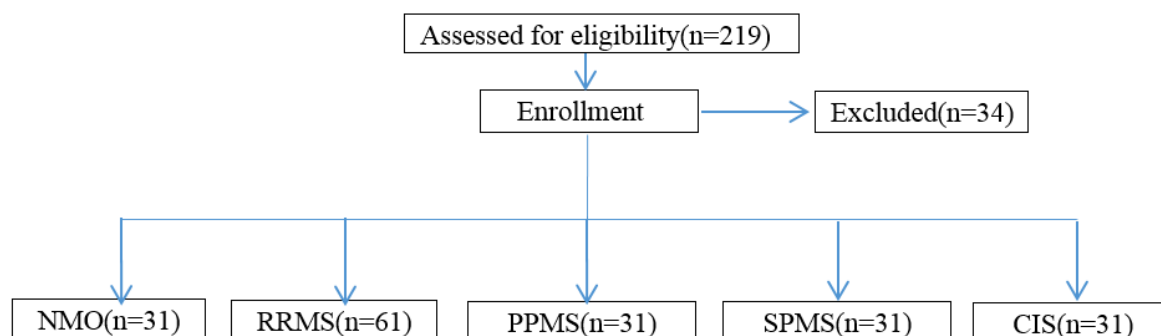 Assessed for eligibility(n=219)
Enrollment
Excluded(n=34)
NMO(n=31)
RRMS(n=61)
PPMS(n=31)
SPMS(n=31)
CIS(n=31)